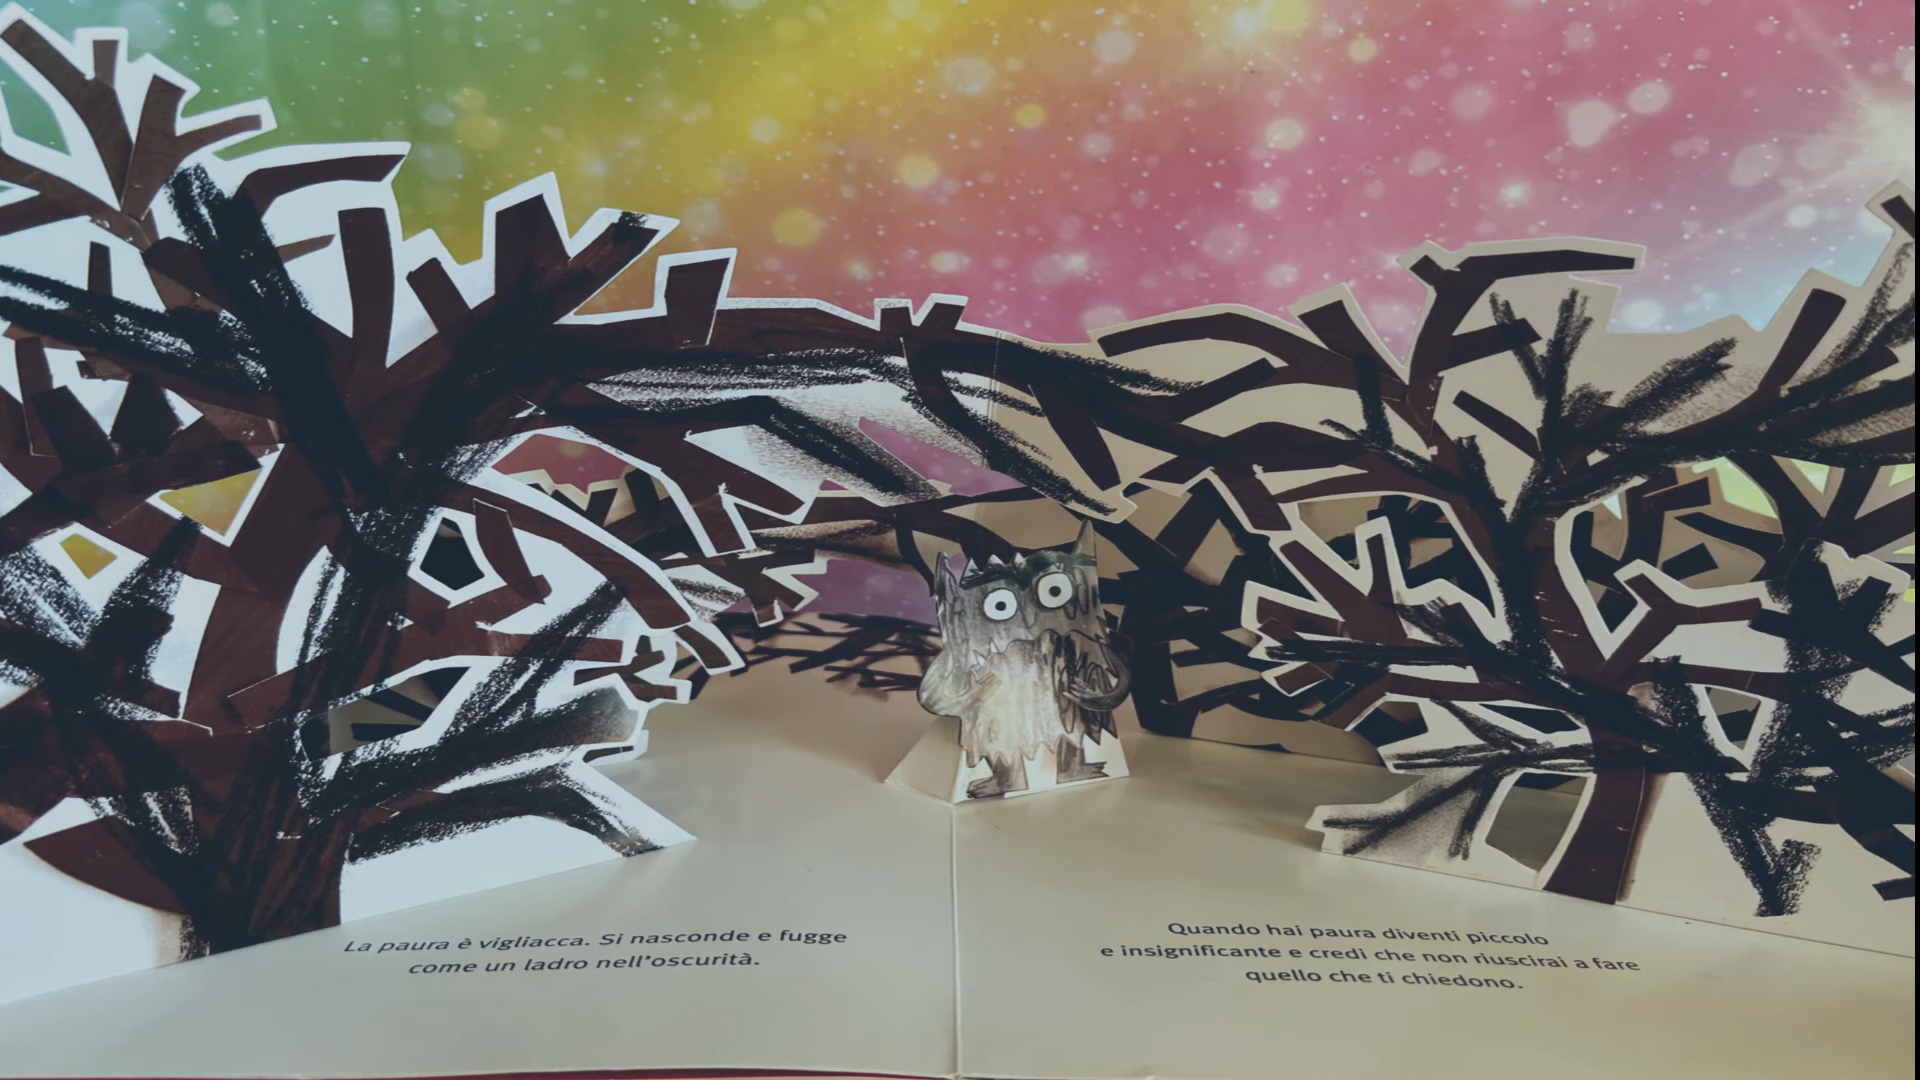 La paura è vigliacca. Si nasconde e fugge
come un ladro nell'oscurità.
Quando hai paura diventi piccolo
e insignificante e credi che non riuscirai a fare
quello che ti chiedono.